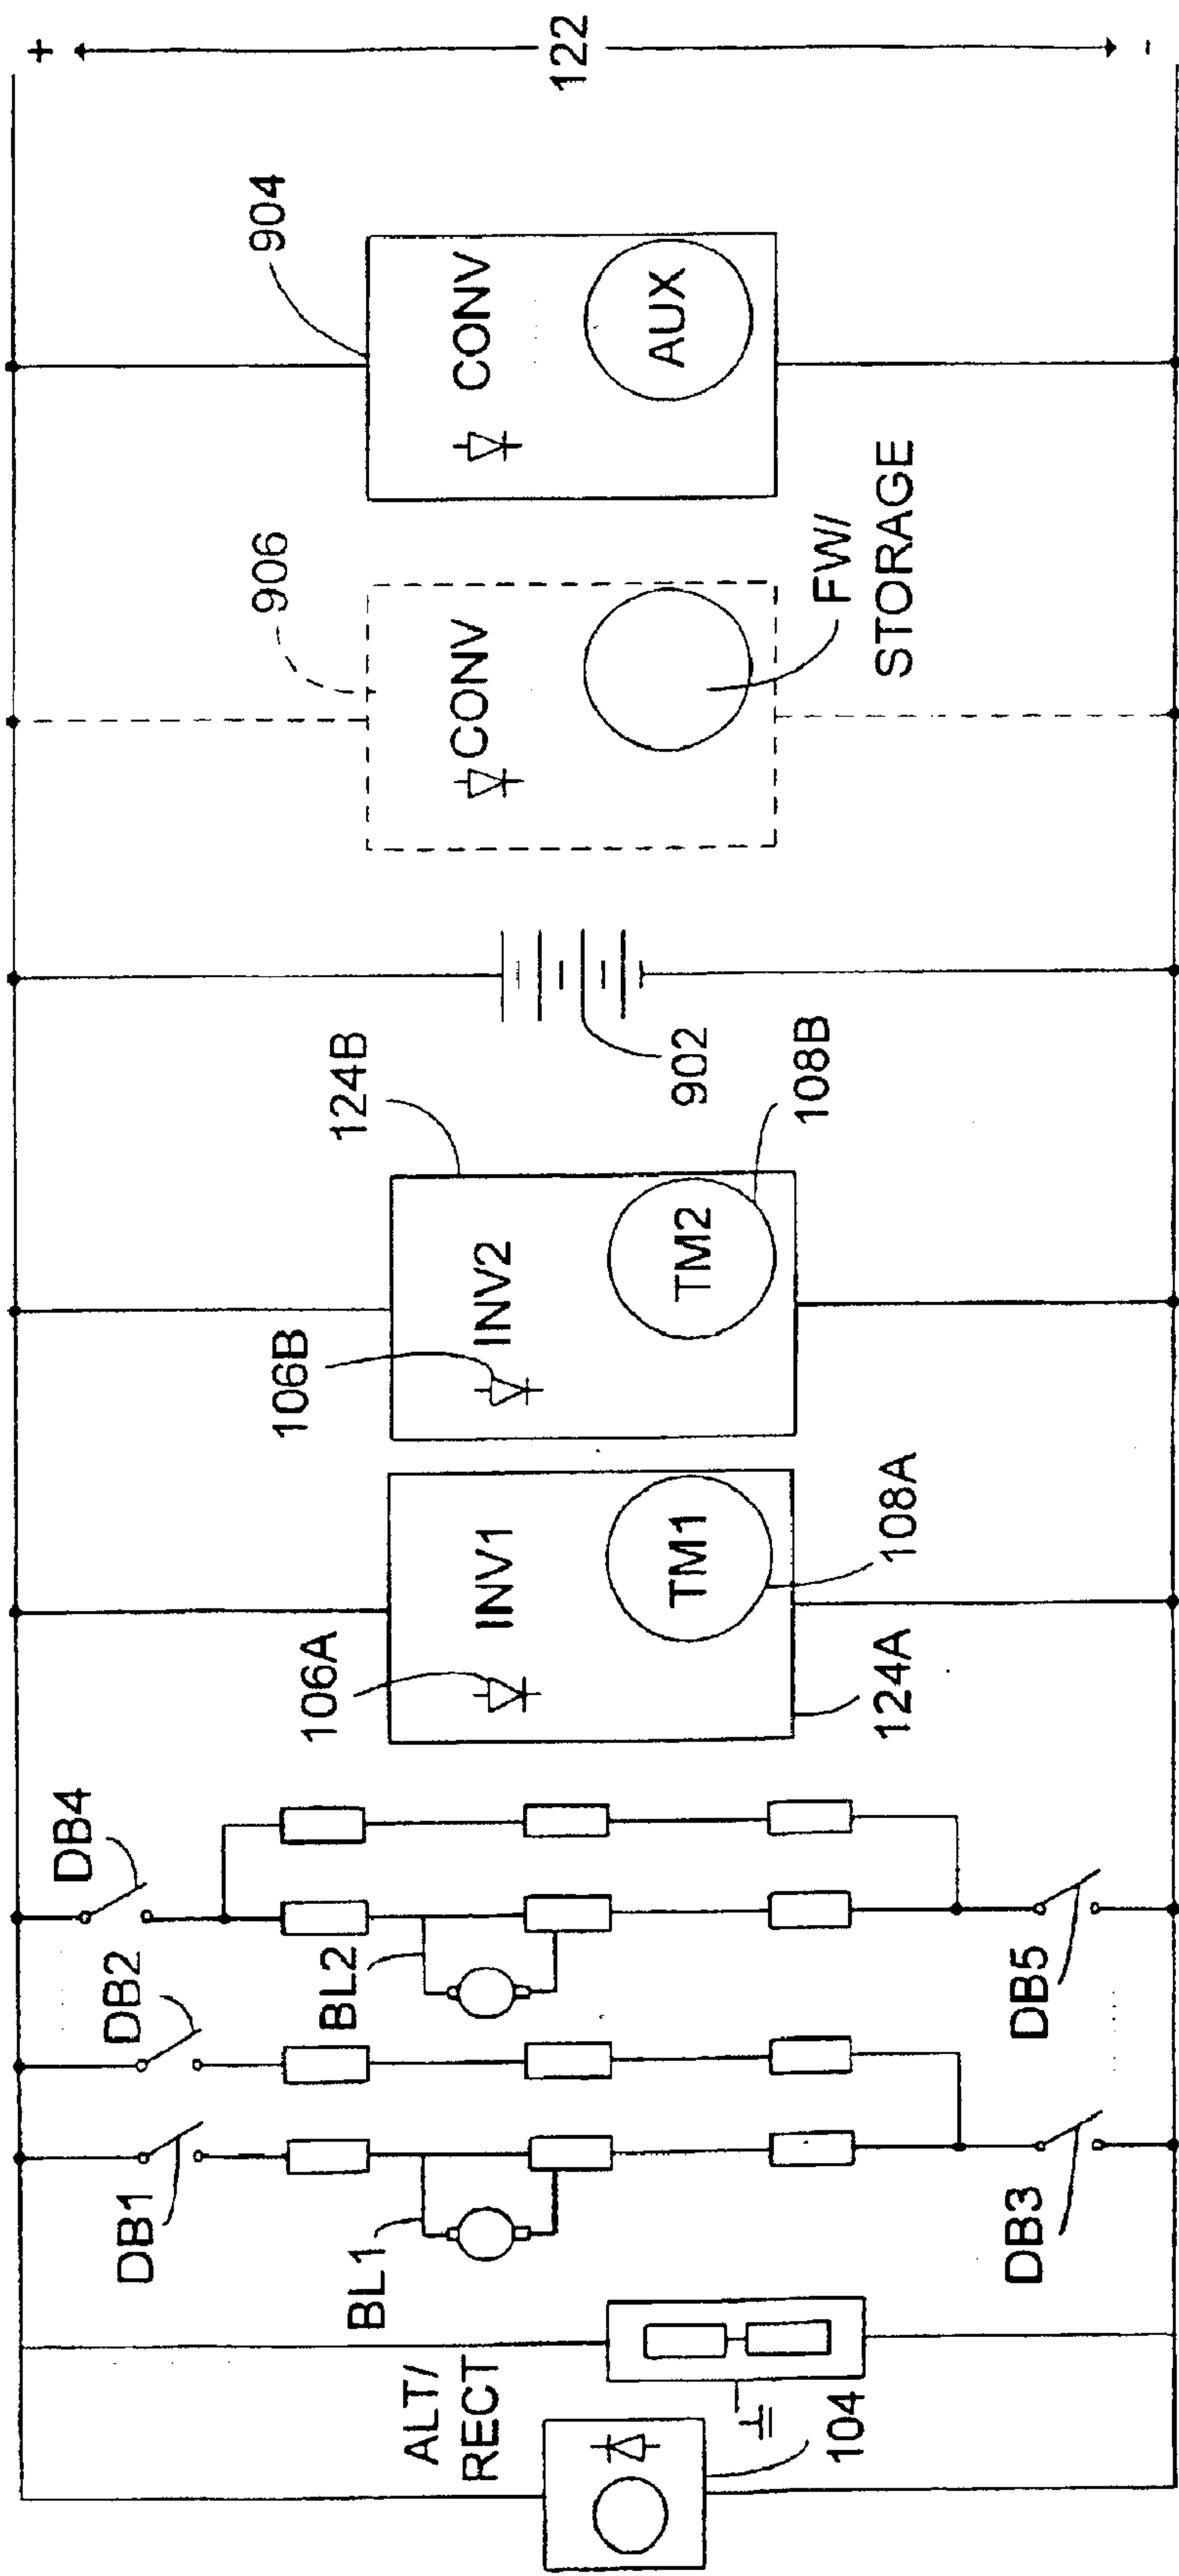 ALT/
RECT
104
BL1
DB1
DB2
DB3
BL2
DB4
DB5
106A
INV1
TM1
108A
124A
106B
INV2
TM2
124B
108B
902
906
CONV
FW/
STORAGE
904
CONV
AUX
+
122
-